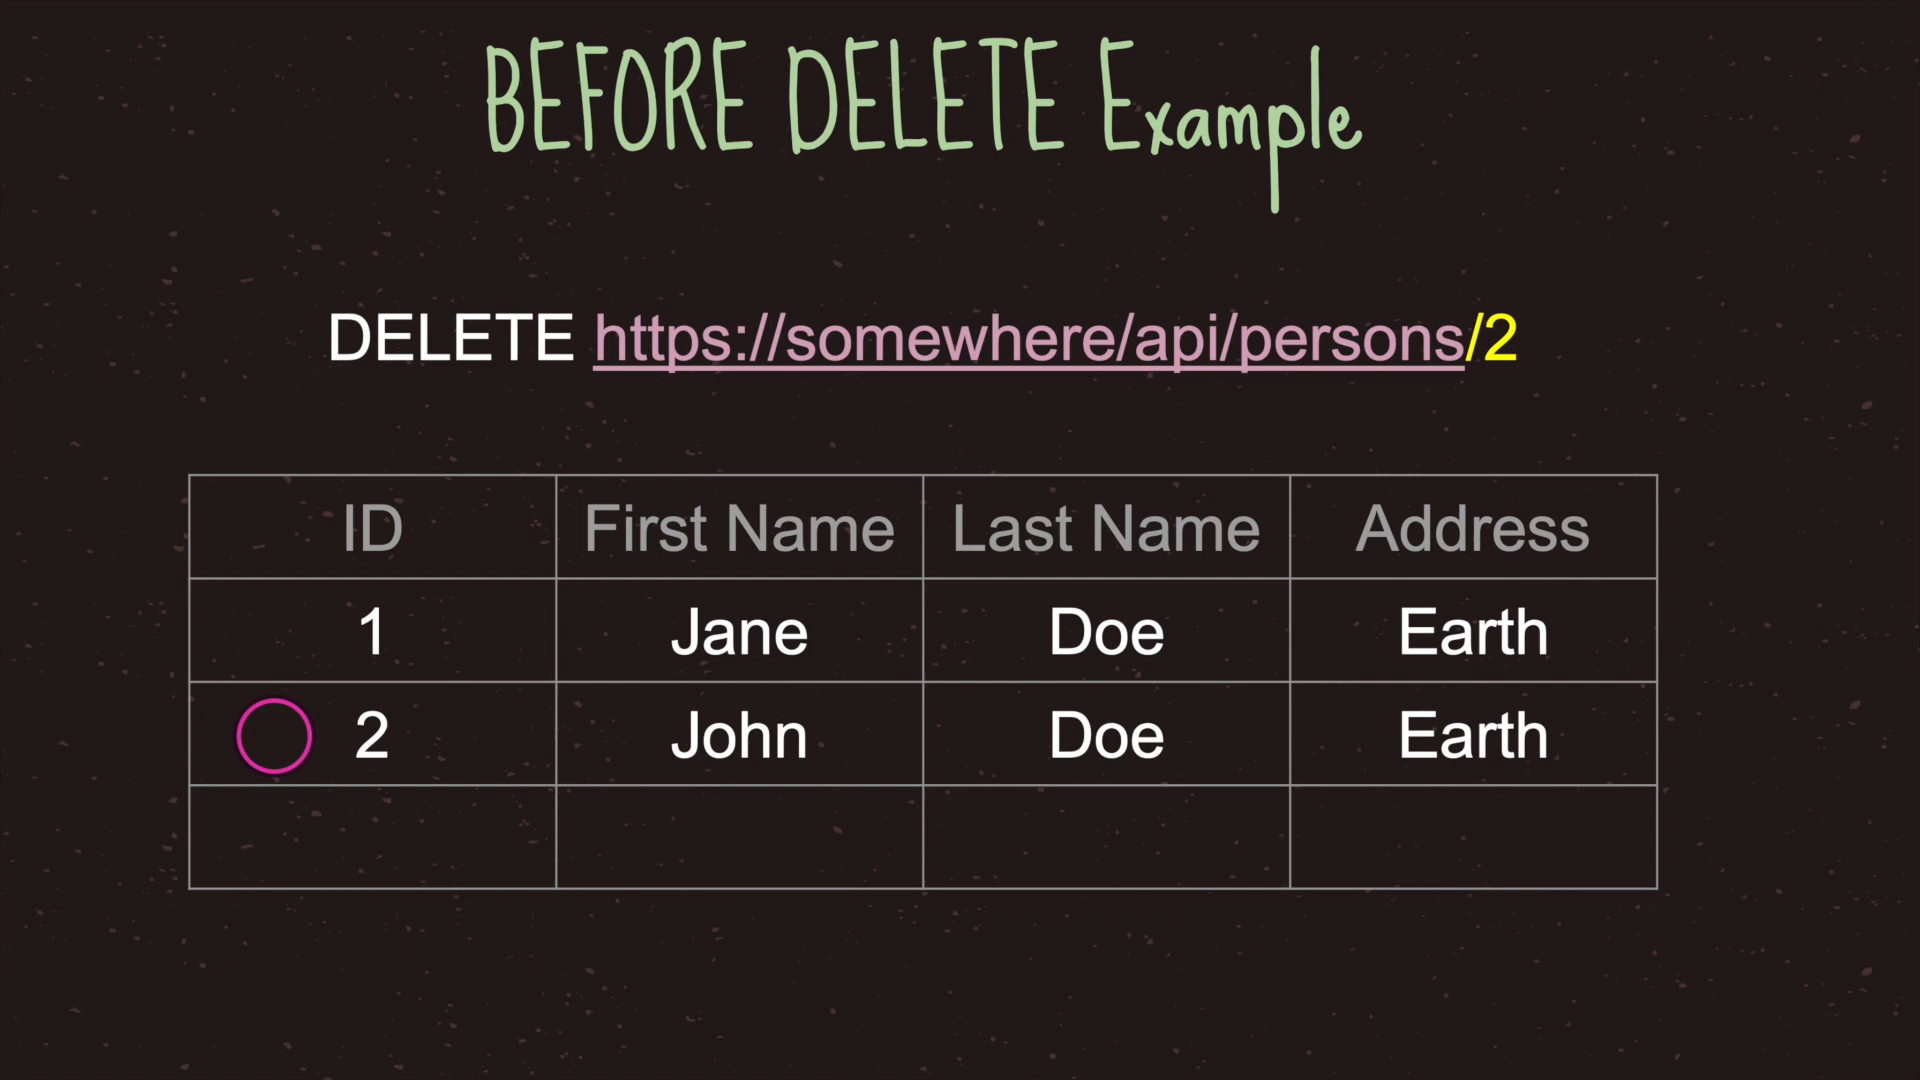 BEFORE DELETE Example
DELETE https://somewhere/api/persons/2
ID First Name Last Name Address
1 Jane Doe Earth
2 John Doe Earth